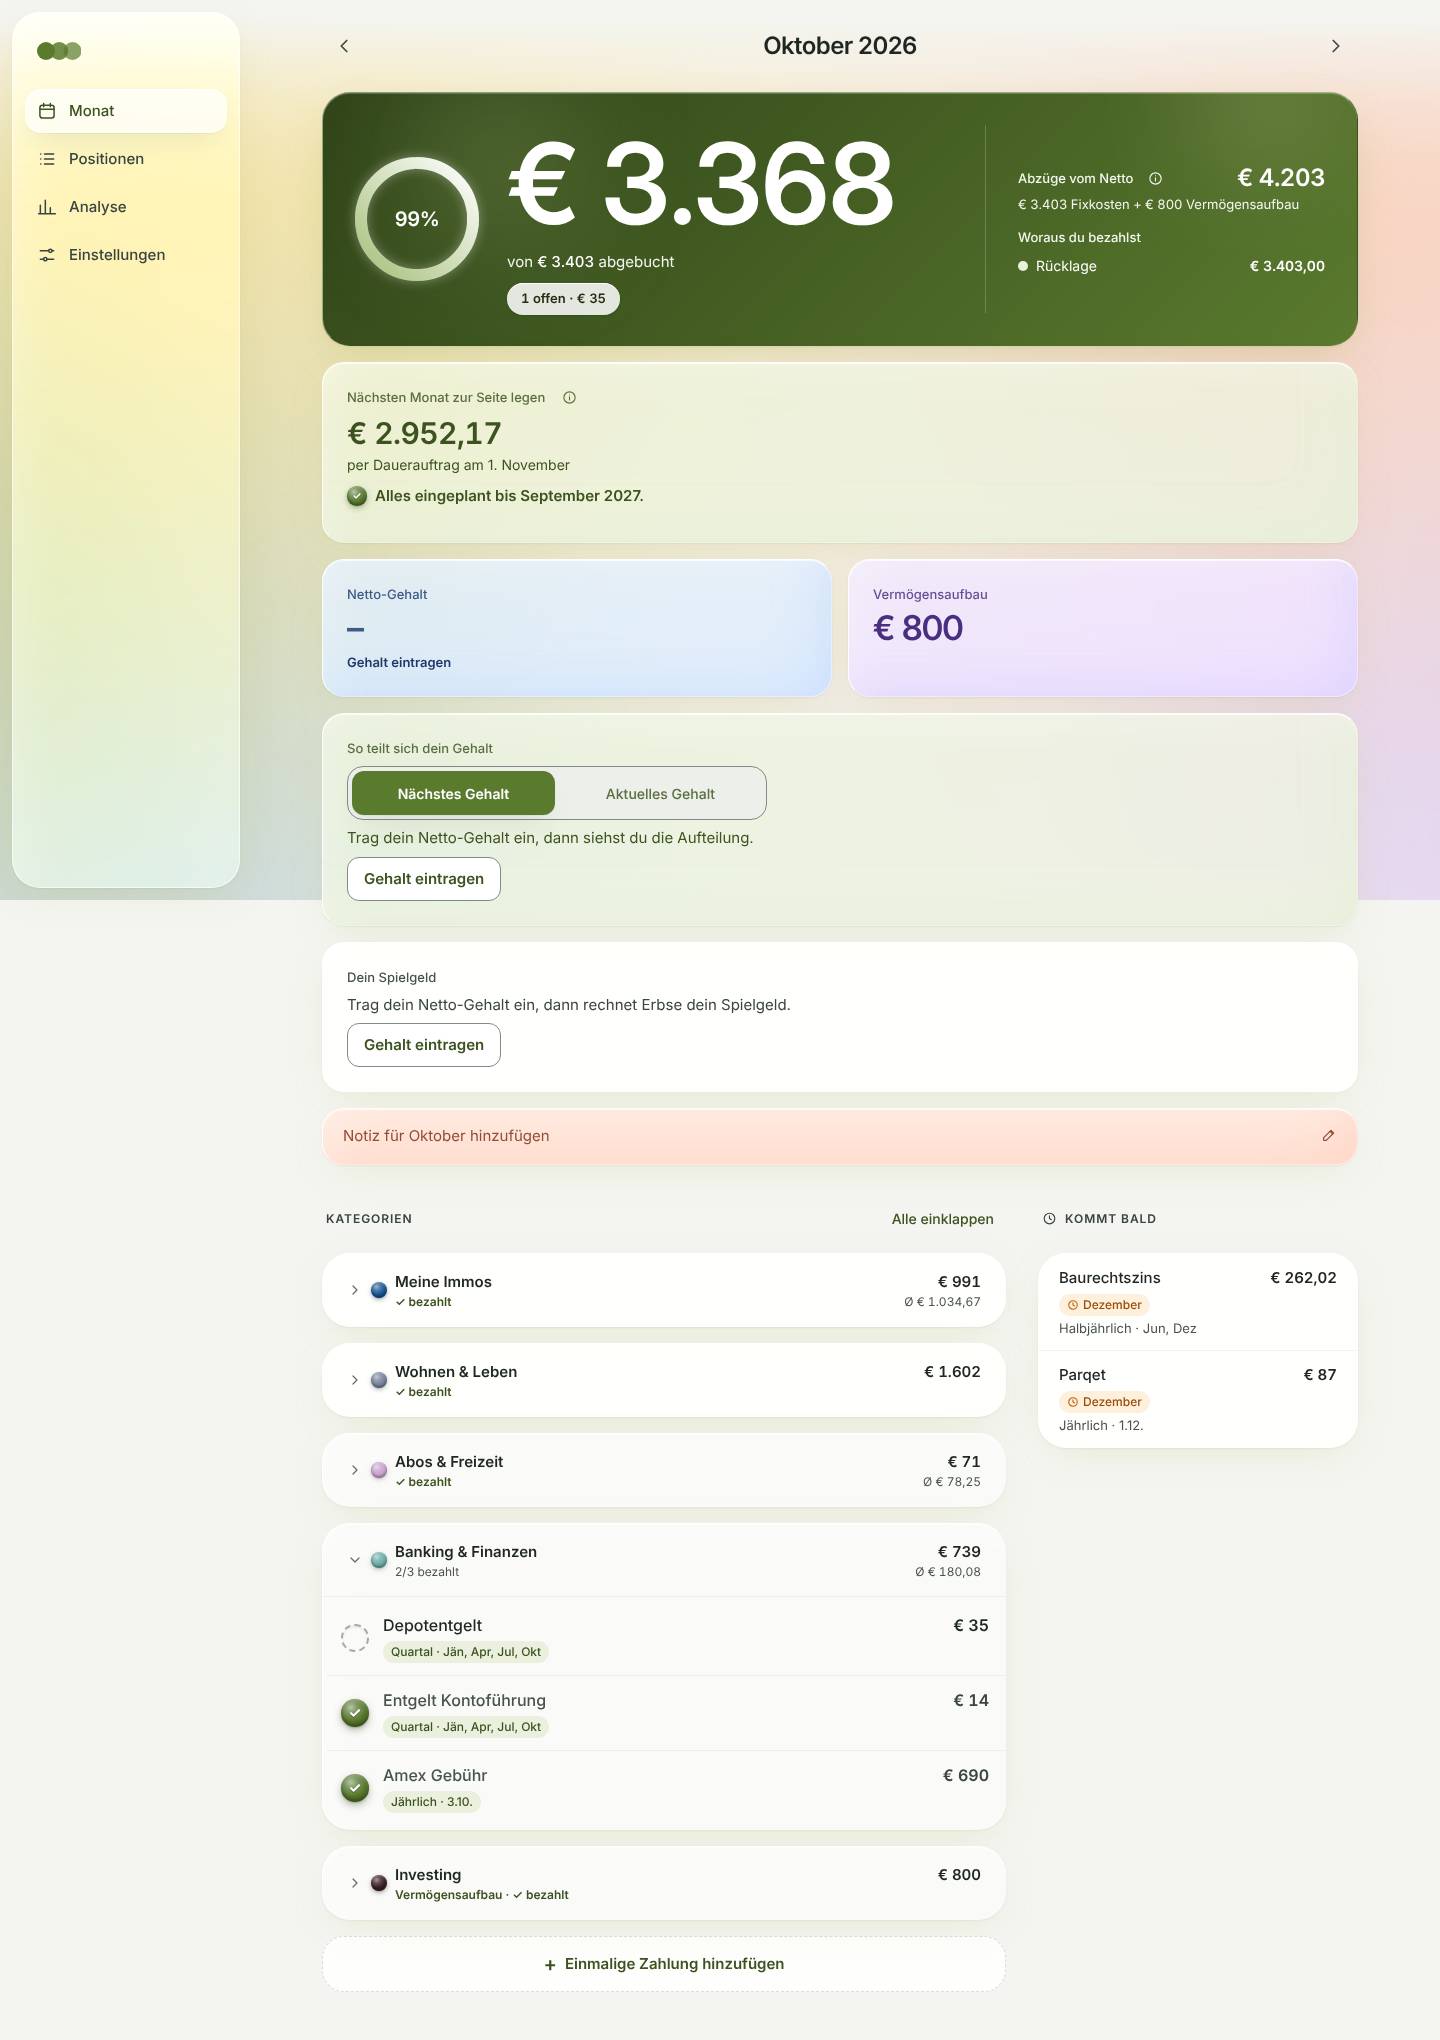 Monat
Positionen
Analyse
Einstellungen
Oktober 2026
99%
€ 3.368
von € 3.403 abgebucht
1 offen · € 35
Abzüge vom Netto € 4.203
€ 3.403 Fixkosten + € 800 Vermögensaufbau
Woraus du bezahlst
Rücklage € 3.403,00
Nächsten Monat zur Seite legen
€ 2.952,17
per Dauerauftrag am 1. November
Alles eingeplant bis September 2027.
Netto-Gehalt
–
Gehalt eintragen
Vermögensaufbau
€ 800
So teilt sich dein Gehalt
Nächstes Gehalt Aktuelles Gehalt
Trag dein Netto-Gehalt ein, dann siehst du die Aufteilung.
Gehalt eintragen
Dein Spielgeld
Trag dein Netto-Gehalt ein, dann rechnet Erbse dein Spielgeld.
Gehalt eintragen
Notiz für Oktober hinzufügen
KATEGORIEN Alle einklappen
Meine Immos € 991
✓ bezahlt Ø € 1.034,67
Wohnen & Leben € 1.602
✓ bezahlt
Abos & Freizeit € 71
✓ bezahlt Ø € 78,25
Banking & Finanzen € 739
2/3 bezahlt Ø € 180,08
Depotentgelt € 35
Quartal · Jän, Apr, Jul, Okt
Entgelt Kontoführung € 14
Quartal · Jän, Apr, Jul, Okt
Amex Gebühr € 690
Jährlich · 3.10.
Investing € 800
Vermögensaufbau · ✓ bezahlt
+ Einmalige Zahlung hinzufügen
KOMMT BALD
Baurechtszins € 262,02
Dezember
Halbjährlich · Jun, Dez
Parqet € 87
Dezember
Jährlich · 1.12.